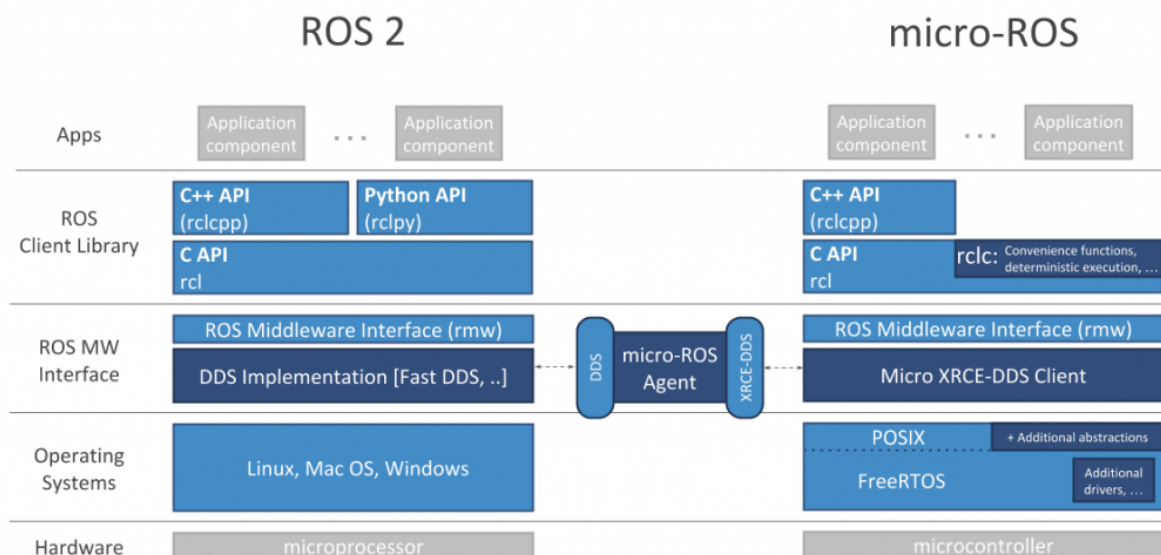 ROS 2
micro-ROS
Apps
Application
component
...
Application
component
Application
component
...
Application
component
ROS
Client Library
C++ API
(rclcpp)
Python API
(rclpy)
C API
rcl
C++ API
(rclcpp)
C API
rcl
rclc: Convenience functions,
deterministic execution, ...
ROS MW
Interface
ROS Middleware Interface (rmw)
DDS Implementation [Fast DDS, ..]
DDS
micro-ROS
Agent
XRCE-DDS
ROS Middleware Interface (rmw)
Micro XRCE-DDS Client
Operating
Systems
Linux, Mac OS, Windows
POSIX
+ Additional abstractions
FreeRTOS
Additional
drivers, ...
Hardware
microprocessor
microcontroller